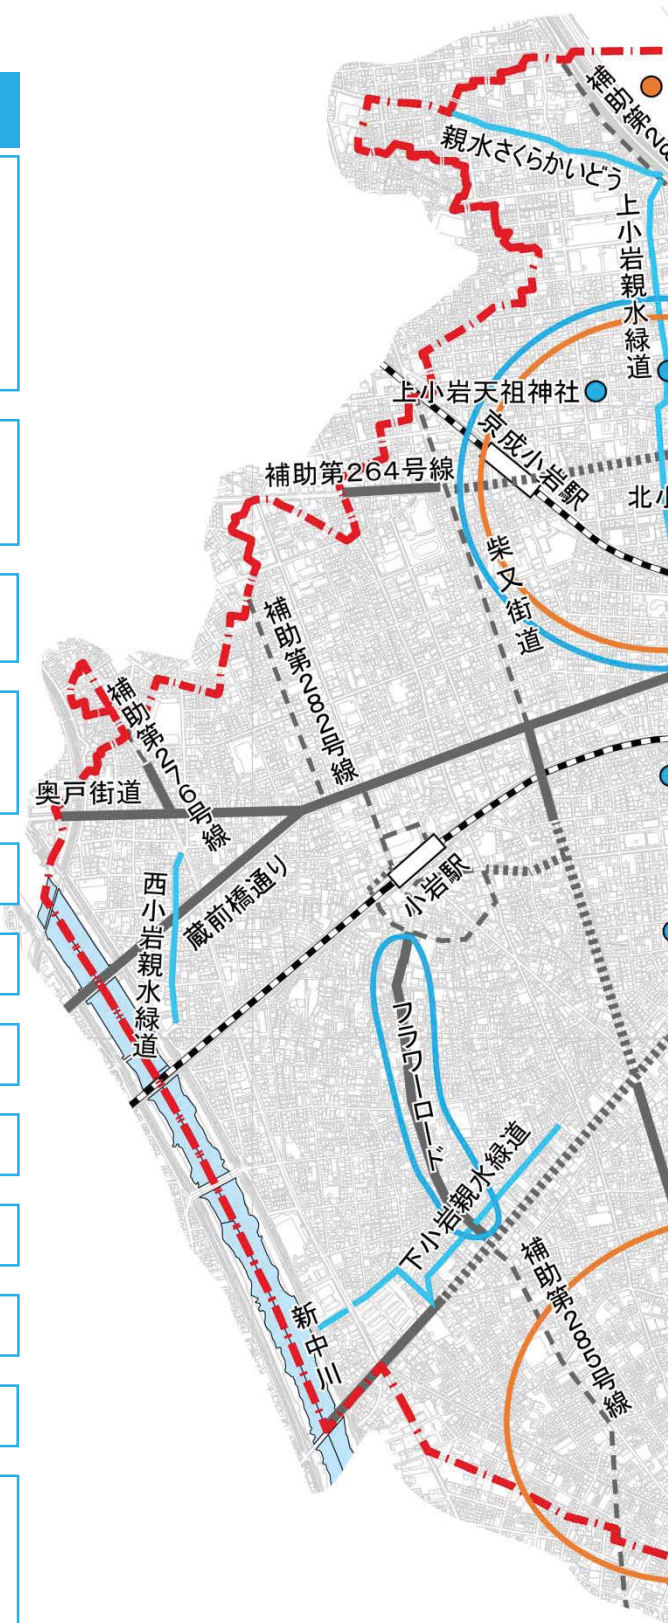 補助第26
親水さくらかいどう
上小岩親水緑道
上小岩天祖神社
京成小岩駅
補助第264号線
北小
柴又街道
補助第282号線
補助第276号線
奥戸街道
小岩駅
蔵前橋通り
西小岩親水緑道
フラワーロード
下小岩親水緑道
新中川
補助第285号線